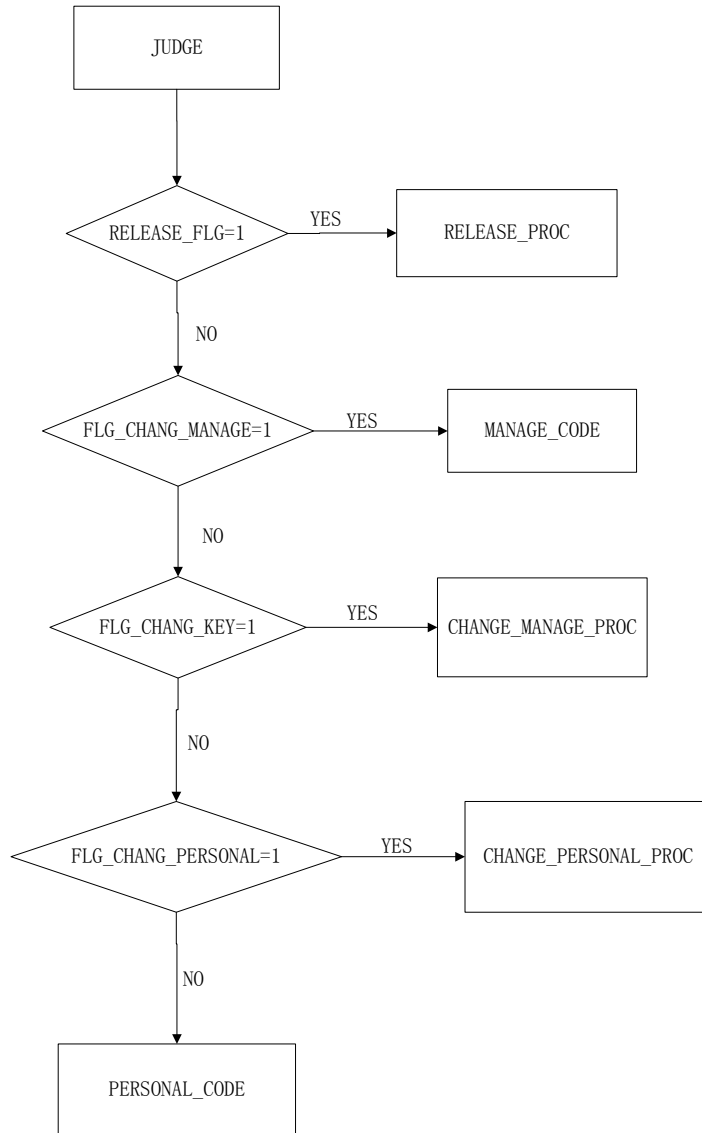 JUDGE
RELEASE_FLG=1
YES
RELEASE_PROC
NO
FLG_CHANG_MANAGE=1
YES
MANAGE_CODE
NO
FLG_CHANG_KEY=1
YES
CHANGE_MANAGE_PROC
NO
FLG_CHANG_PERSONAL=1
YES
CHANGE_PERSONAL_PROC
NO
PERSONAL_CODE